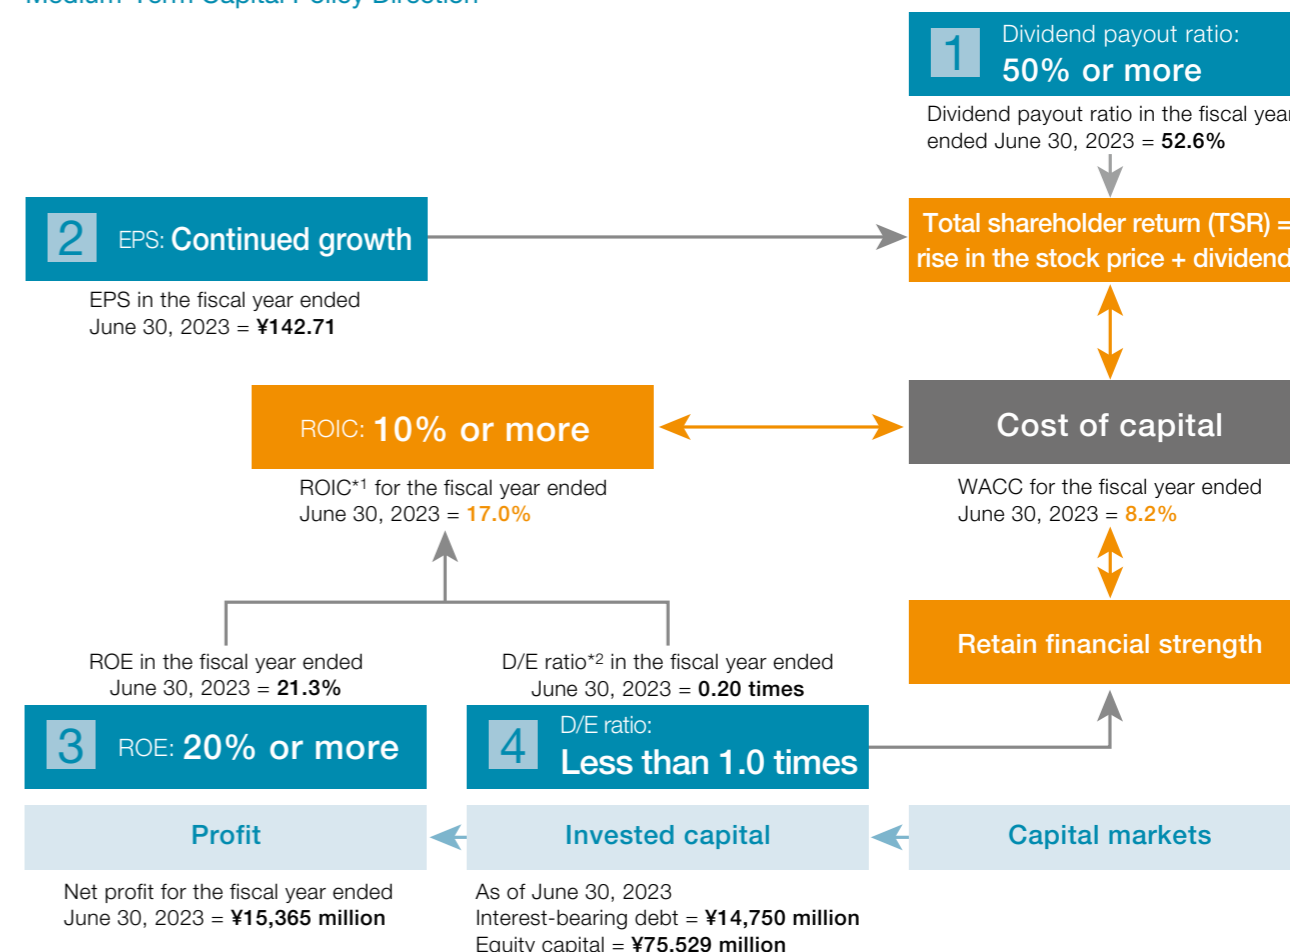 Medium-Term Capital Policy Direction
1
Dividend payout ratio:
50% or more
Dividend payout ratio in the fiscal year
ended June 30, 2023 = 52.6%
2
EPS: Continued growth
EPS in the fiscal year ended
June 30, 2023 = ¥142.71
Total shareholder return (TSR) =
rise in the stock price + dividend
ROIC: 10% or more
ROIC*1 for the fiscal year ended
June 30, 2023 = 17.0%
Cost of capital
WACC for the fiscal year ended
June 30, 2023 = 8.2%
Retain financial strength
ROE in the fiscal year ended
June 30, 2023 = 21.3%
3
ROE: 20% or more
D/E ratio*2 in the fiscal year ended
June 30, 2023 = 0.20 times
4
D/E ratio:
Less than 1.0 times
Profit
Invested capital
Capital markets
Net profit for the fiscal year ended
June 30, 2023 = ¥15,365 million
As of June 30, 2023
Interest-bearing debt = ¥14,750 million
Equity capital = ¥75,529 million